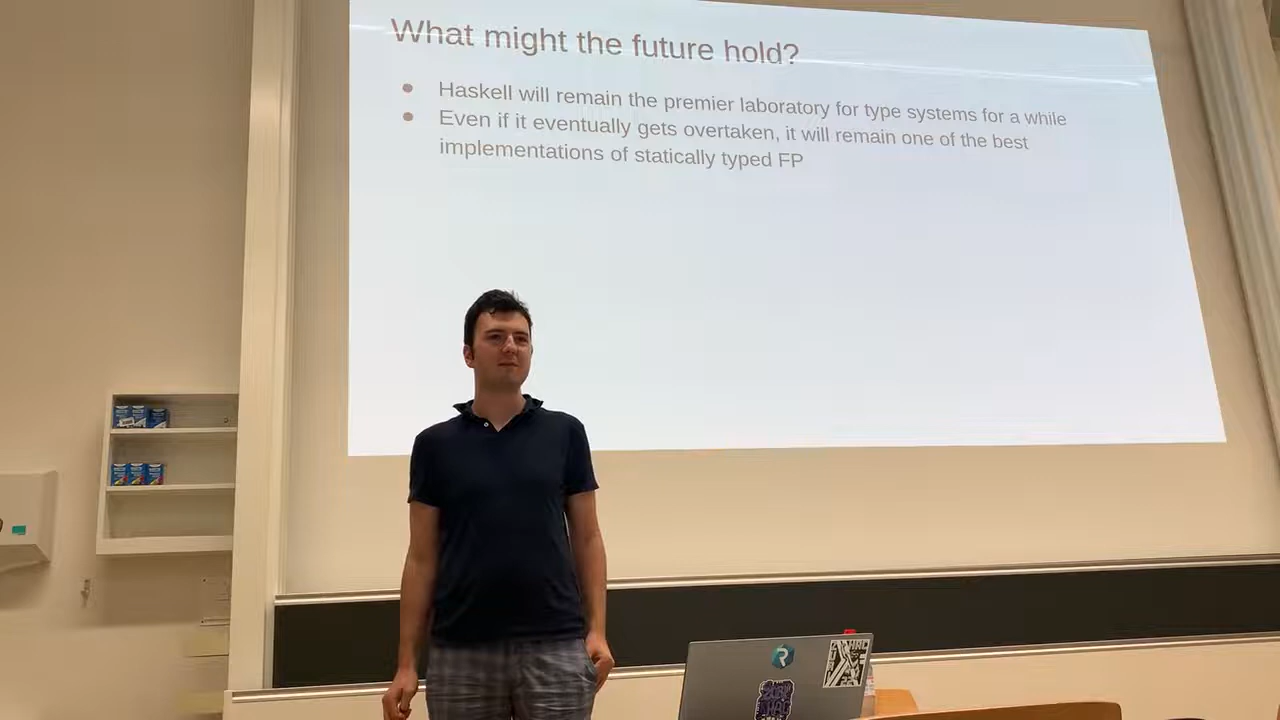 What might the future hold?
Haskell will remain the premier laboratory for type systems for a while
Even if it eventually gets overtaken, it will remain one of the best
implementations of statically typed FP